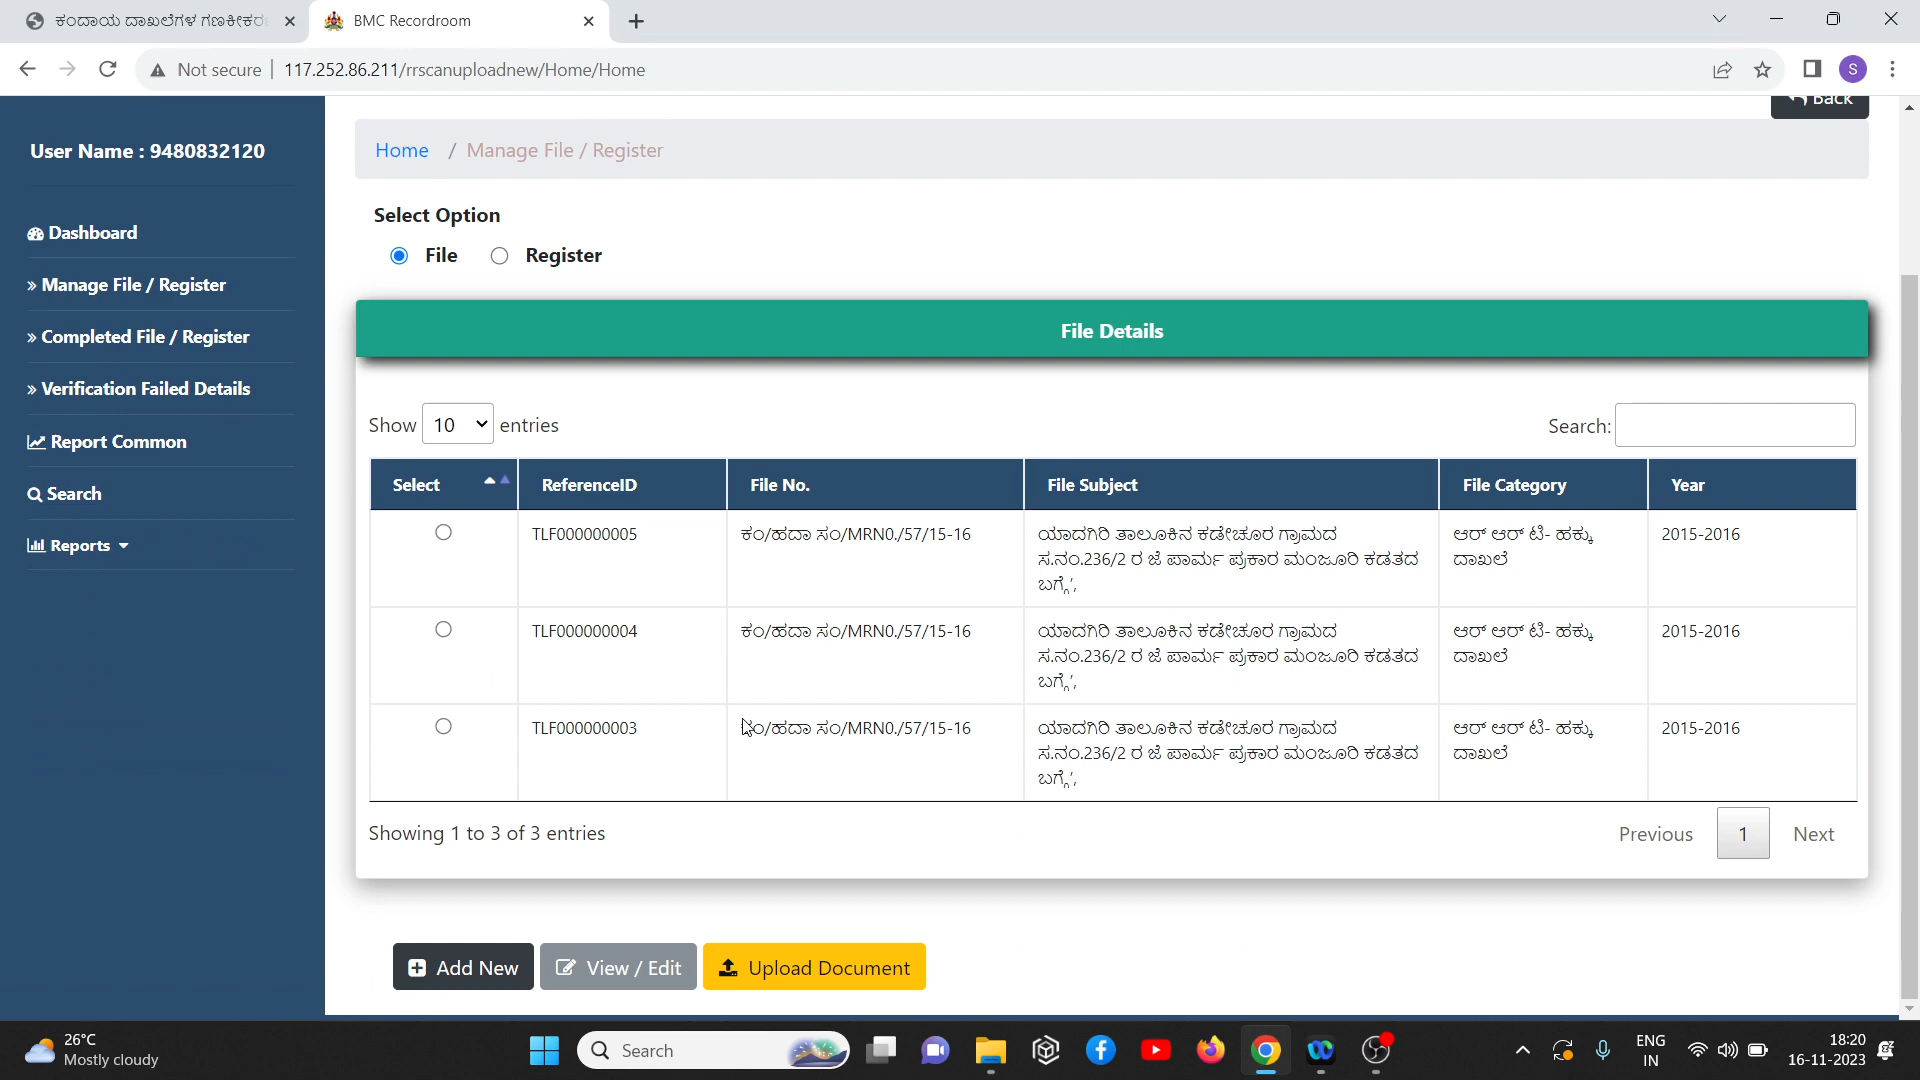 ಕಂದಾಯ ದಾಖಲೆಗಳ ಗಣಕೀಕರಣ
BMC Recordroom
Not secure
117.252.86.211/rrscanuploadnew/Home/Home
S
Back
User Name : 9480832120
Home / Manage File / Register
Select Option
Dashboard
File
Register
» Manage File / Register
» Completed File / Register
File Details
» Verification Failed Details
Show 10 entries
Search:
Report Common
Select
ReferenceID
File No.
File Subject
File Category
Year
Search
TLF000000005
ಕಂ/ಹದಾ ಸಂ/MRN0./57/15-16
ಯಾದಗಿರಿ ತಾಲೂಕಿನ ಕಡೇಚೂರ ಗ್ರಾಮದ
ಸ.ನಂ.236/2 ರ ಜೆ ಫಾರ್ಮ ಪ್ರಕಾರ ಮಂಜೂರಿ ಕಡತದ
ಬಗ್ಗೆ,
ಆರ್ ಆರ್ ಟಿ- ಹಕ್ಕು
ದಾಖಲೆ
2015-2016
Reports
TLF000000004
ಕಂ/ಹದಾ ಸಂ/MRN0./57/15-16
ಯಾದಗಿರಿ ತಾಲೂಕಿನ ಕಡೇಚೂರ ಗ್ರಾಮದ
ಸ.ನಂ.236/2 ರ ಜೆ ಫಾರ್ಮ ಪ್ರಕಾರ ಮಂಜೂರಿ ಕಡತದ
ಬಗ್ಗೆ,
ಆರ್ ಆರ್ ಟಿ- ಹಕ್ಕು
ದಾಖಲೆ
2015-2016
TLF000000003
ಕಂ/ಹದಾ ಸಂ/MRN0./57/15-16
ಯಾದಗಿರಿ ತಾಲೂಕಿನ ಕಡೇಚೂರ ಗ್ರಾಮದ
ಸ.ನಂ.236/2 ರ ಜೆ ಫಾರ್ಮ ಪ್ರಕಾರ ಮಂಜೂರಿ ಕಡತದ
ಬಗ್ಗೆ,
ಆರ್ ಆರ್ ಟಿ- ಹಕ್ಕು
ದಾಖಲೆ
2015-2016
Showing 1 to 3 of 3 entries
Previous 1 Next
Add New
View / Edit
Upload Document
26°C
Mostly cloudy
Search
ENG
IN
18:20
16-11-2023